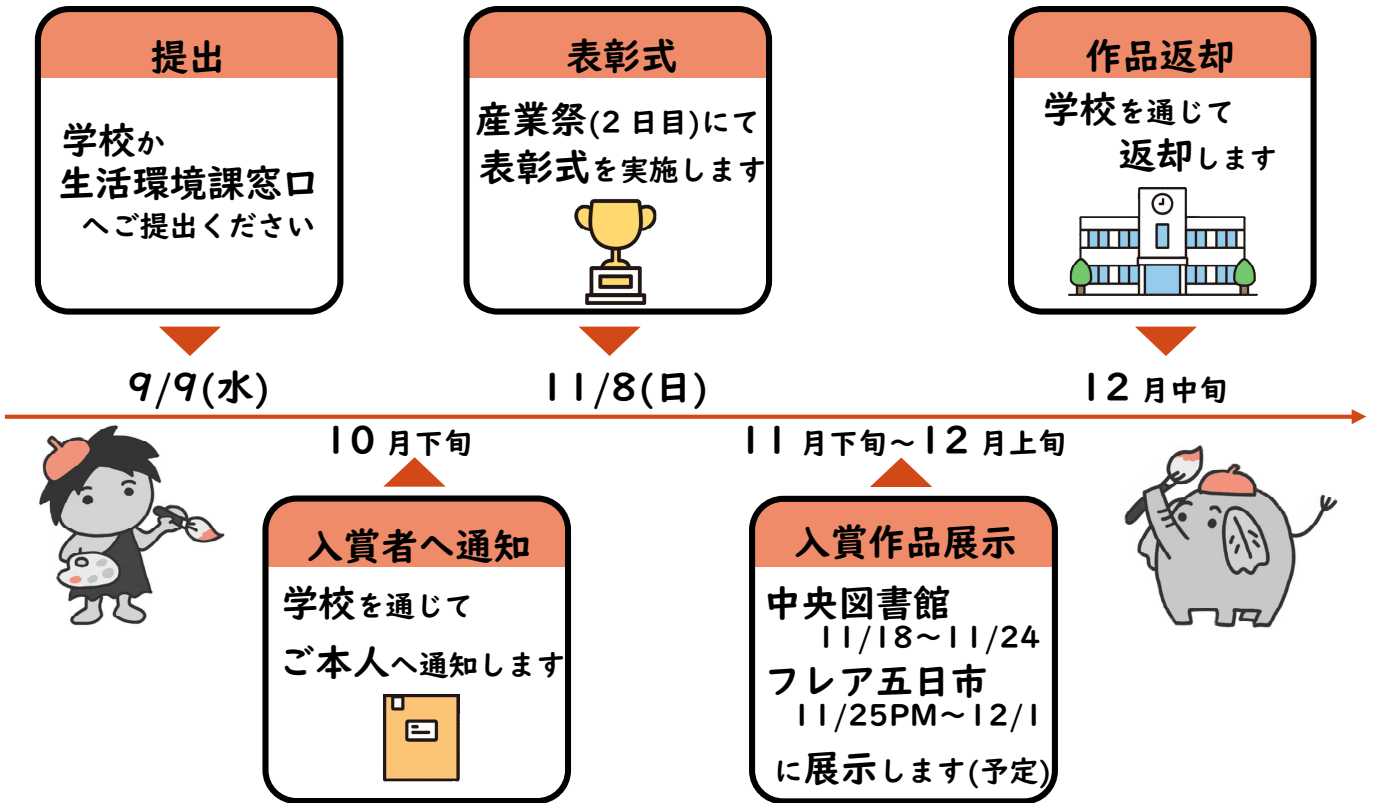 提出
学校か
生活環境課窓口
へご提出ください
9/9(水)
入賞者へ通知
学校を通じて
ご本人へ通知します
10月下旬
表彰式
産業祭(2日目)にて
表彰式を実施します
11/8(日)
入賞作品展示
中央図書館
11/18～11/24
フレア五日市
11/25PM～12/1
に展示します(予定)
11月下旬～12月上旬
作品返却
学校を通じて
返却します
12月中旬